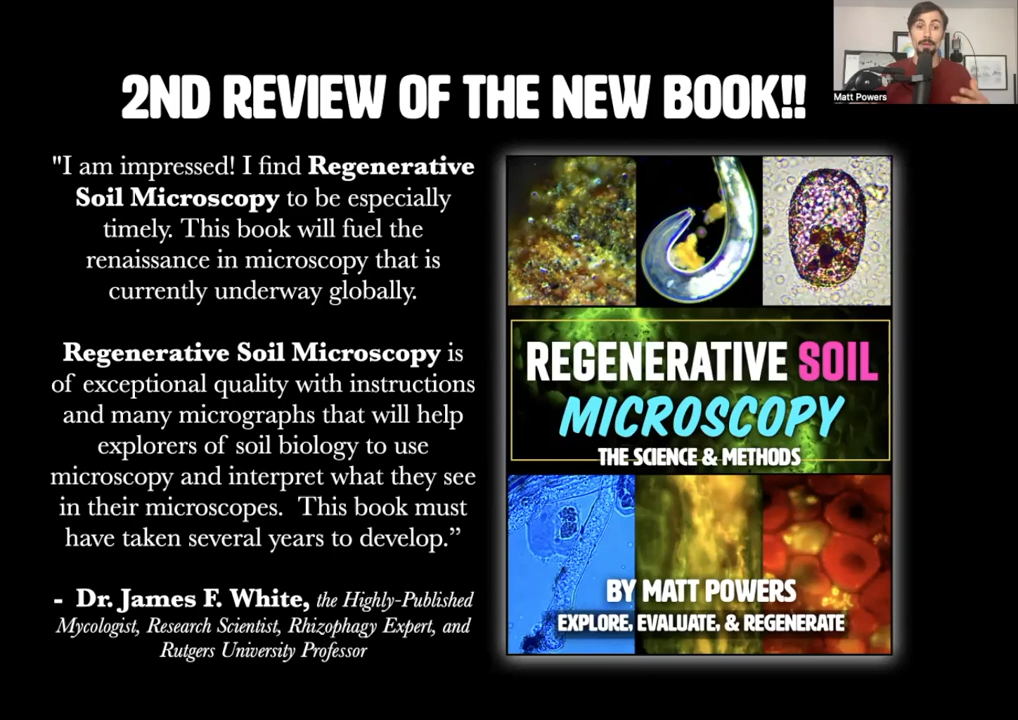 Matt Powers
2ND REVIEW OF THE NEW BOOK!!
"I am impressed! I find Regenerative
Soil Microscopy to be especially
timely. This book will fuel the
renaissance in microscopy that is
currently underway globally.
Regenerative Soil Microscopy is
of exceptional quality with instructions
and many micrographs that will help
explorers of soil biology to use
microscopy and interpret what they see
in their microscopes. This book must
have taken several years to develop.”
- Dr. James F. White, the Highly-Published
Mycologist, Research Scientist, Rhizophagy Expert, and
Rutgers University Professor
REGENERATIVE SOIL
MICROSCOPY
THE SCIENCE & METHODS
BY MATT POWERS
EXPLORE, EVALUATE, & REGENERATE